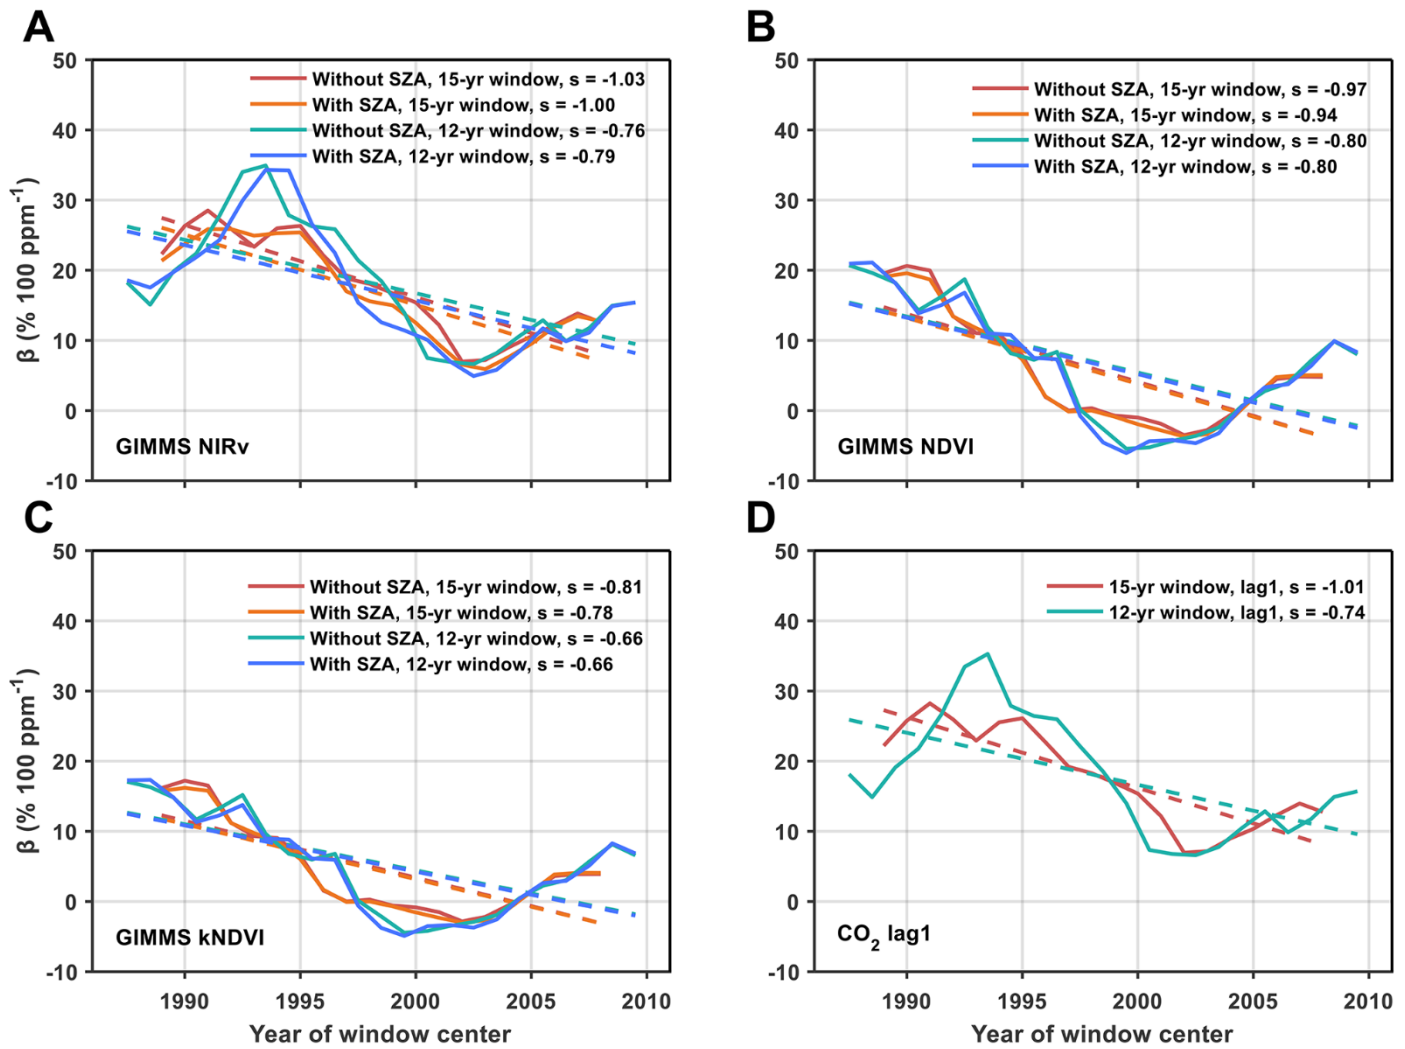 A
β (% 100 ppm⁻¹)
50
40
30
20
10
0
-10
Without SZA, 15-yr window, s = -1.03
With SZA, 15-yr window, s = -1.00
Without SZA, 12-yr window, s = -0.76
With SZA, 12-yr window, s = -0.79
GIMMS NIRv
B
50
40
30
20
10
0
-10
Without SZA, 15-yr window, s = -0.97
With SZA, 15-yr window, s = -0.94
Without SZA, 12-yr window, s = -0.80
With SZA, 12-yr window, s = -0.80
GIMMS NDVI
C
β (% 100 ppm⁻¹)
50
40
30
20
10
0
-10
Without SZA, 15-yr window, s = -0.81
With SZA, 15-yr window, s = -0.78
Without SZA, 12-yr window, s = -0.66
With SZA, 12-yr window, s = -0.66
GIMMS kNDVI
1990 1995 2000 2005 2010
Year of window center
D
50
40
30
20
10
0
-10
15-yr window, lag1, s = -1.01
12-yr window, lag1, s = -0.74
CO₂ lag1
1990 1995 2000 2005 2010
Year of window center